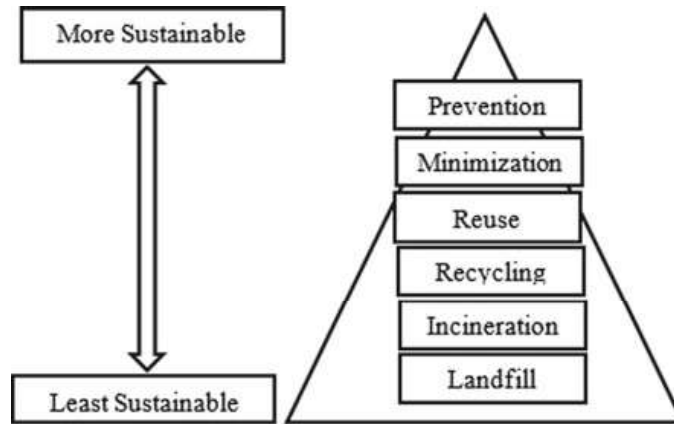 More Sustainable
Prevention
Minimization
Reuse
Recycling
Incineration
Landfill
Least Sustainable